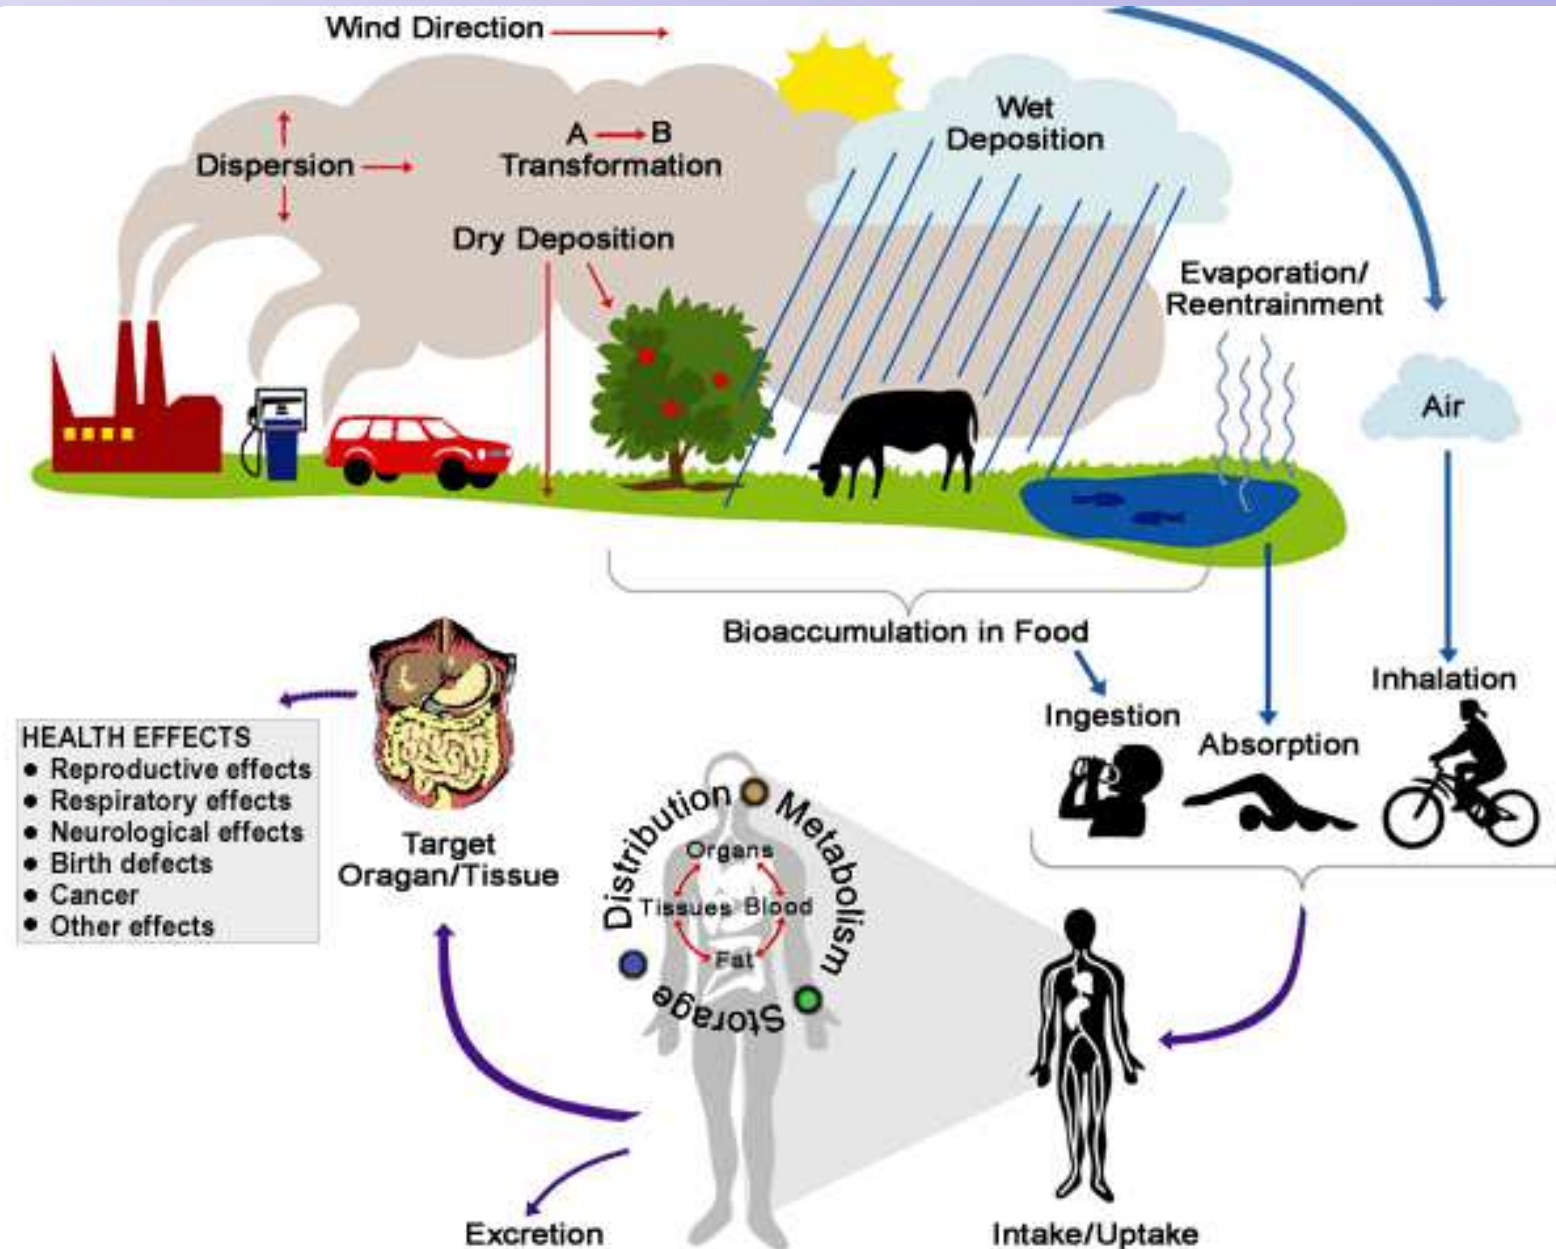 Wind Direction
Wet
Deposition
A B
Dispersion
Transformation
Dry Deposition
Evaporation/
Reentrainment
Air
Bioaccumulation in Food
Inhalation
Ingestion
Absorption
HEALTH EFFECTS
● Reproductive effects
● Respiratory effects
● Neurological effects
● Birth defects
● Cancer
● Other effects
Target
Oragan/Tissue
Distribution
Metabolism
Storage
Organs
Tissues Blood
Fat
Excretion
Intake/Uptake